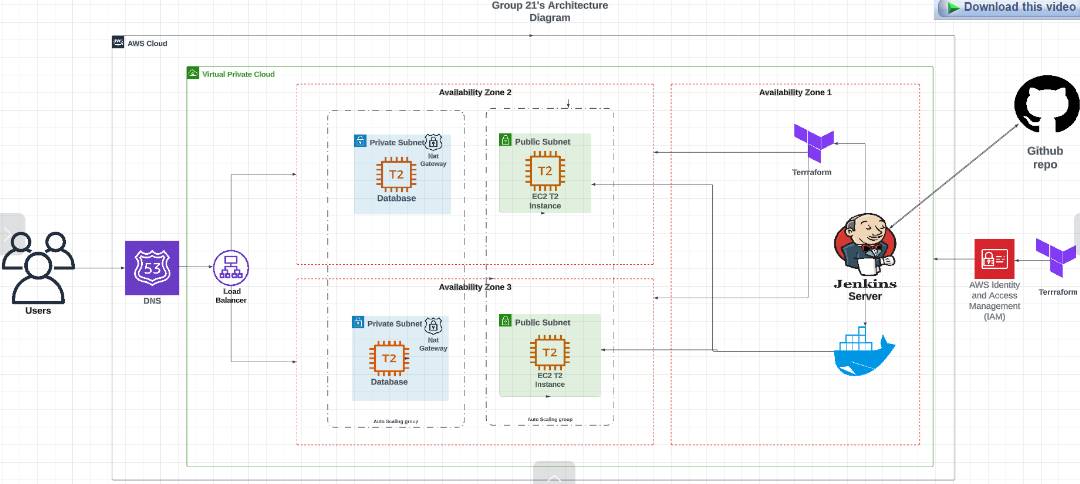 Group 21's Architecture
Diagram
Download this video
AWS Cloud
Virtual Private Cloud
Availability Zone 2
Availability Zone 1
Private Subnet
Nat
Gateway
T2
Database
Public Subnet
T2
EC2 T2
Instance
Terrraform
Github
repo
Users
53
DNS
Load
Balancer
Jenkins
Server
AWS Identity
and Access
Management
(IAM)
Terrraform
Availability Zone 3
Private Subnet
Nat
Gateway
T2
Database
Auto Scaling group
Public Subnet
T2
EC2 T2
Instance
Auto Scaling group